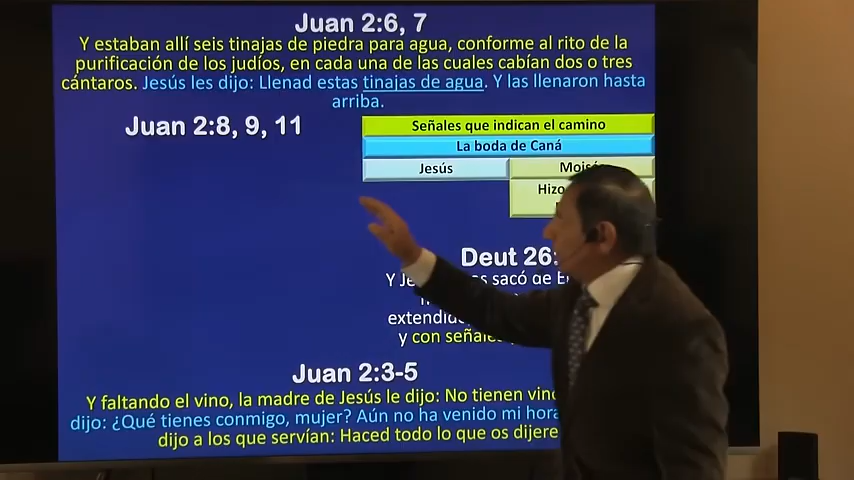 Juan 2:6, 7
Y estaban allí seis tinajas de piedra para agua, conforme al rito de la
purificación de los judíos, en cada una de las cuales cabían dos o tres
cántaros. Jesús les dijo: Llenad estas tinajas de agua. Y las llenaron hasta
arriba.
Juan 2:8, 9, 11
Señales que indican el camino
La boda de Caná
Jesús
Hizo
Deut 26:
sacó de
y con
Juan 2:3-5
Y faltando el vino, la madre de Jesús le dijo: No tienen
dijo: ¿Qué tienes conmigo, mujer? Aún no ha venido mi hora
dijo a los que servían: Haced todo lo que os dijere